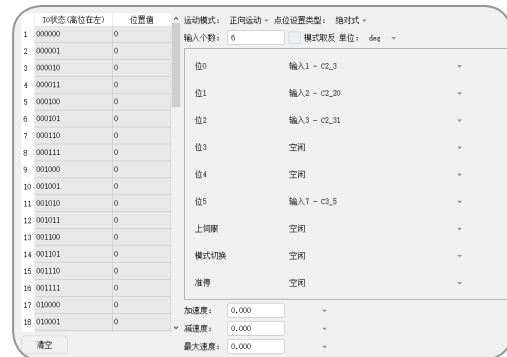 IO状态(高位在左) 位置值
1 000000 0
2 000001 0
3 000010 0
4 000011 0
5 000100 0
6 000101 0
7 000110 0
8 000111 0
9 001000 0
10 001001 0
11 001010 0
12 001011 0
13 001100 0
14 001101 0
15 001110 0
16 001111 0
17 010000 0
18 010001 0
清空
运动模式: 正向运动 点位设置类型: 绝对式
输入个数: 6 模式取反 单位: deg
位0 输入1 - C2_3
位1 输入2 - C2_20
位2 输入3 - C2_31
位3 空闲
位4 空闲
位5 输入7 - C3_5
上伺服 空闲
模式切换 空闲
准停 空闲
加速度: 0.000
减速度: 0.000
最大速度: 0.000